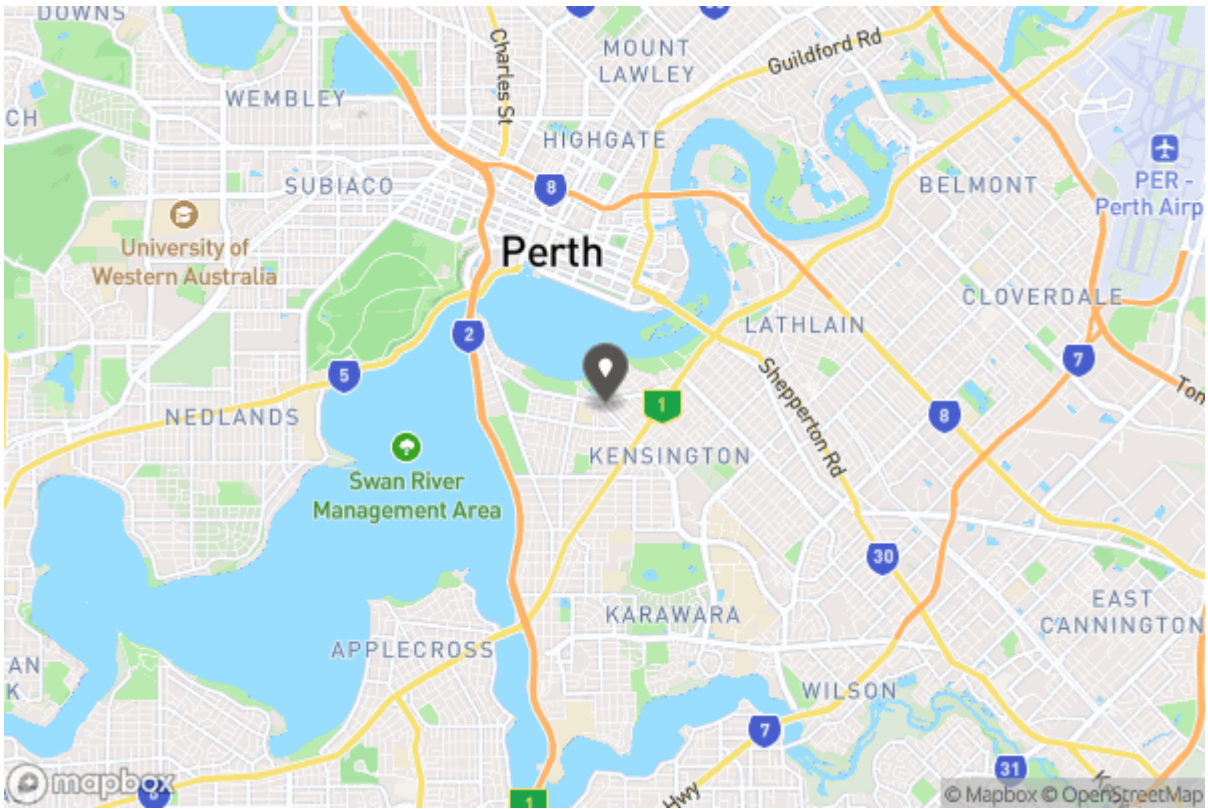 DOWNS
8
MOUNT
LAWLEY
Guildford Rd
Charles St
WEMBLEY
CH
HIGHGATE
SUBIACO
8
BELMONT
PER -
Perth Airp
University of
Western Australia
Perth
CLOVERDALE
LATHLAIN
2
7
5
Shepperton Rd
Ton
1
8
NEDLANDS
KENSINGTON
Swan River
Management Area
30
KARAWARA
EAST
CANNINGTON
APPLECROSS
AN
K
WILSON
7
31
mapbox
Hwy
1
© Mapbox © OpenStreetMap